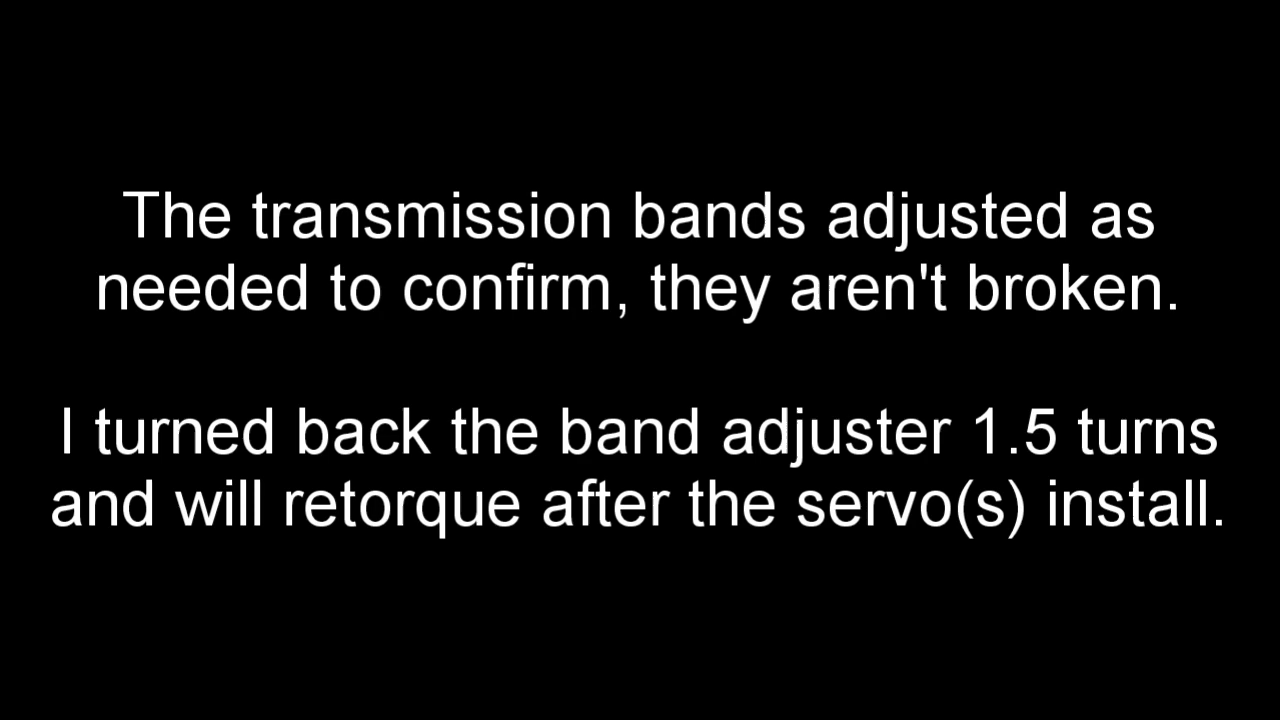 The transmission bands adjusted as
needed to confirm, they aren't broken.
I turned back the band adjuster 1.5 turns
and will retorque after the servo(s) install.